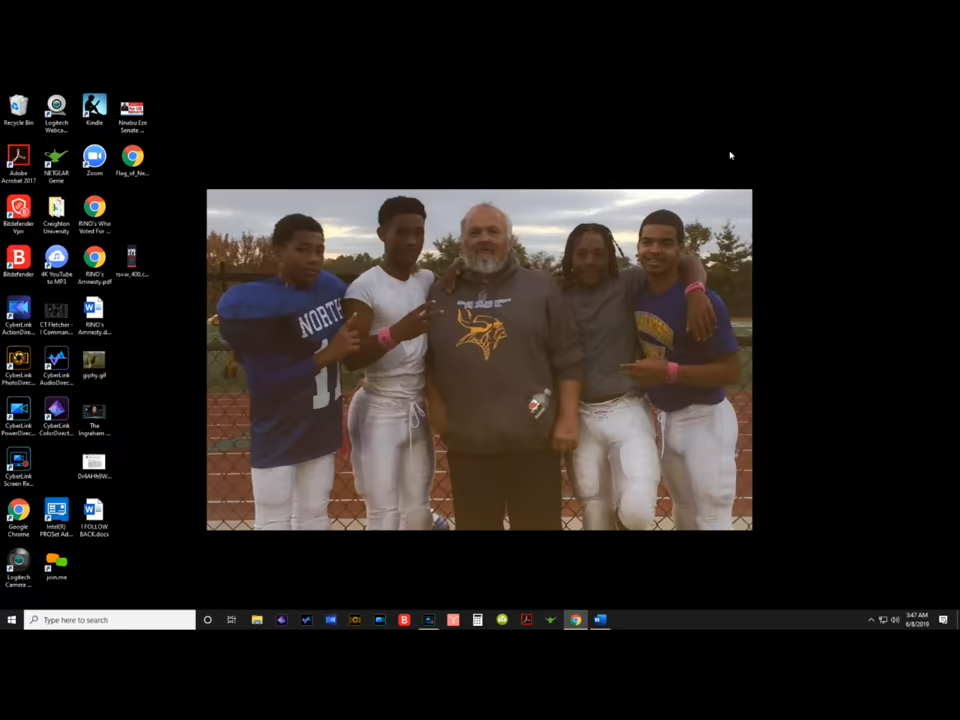 Recycle Bin
Logitech
Webca...
Kindle
Nnabu Eze
Senate ...
Adobe
Acrobat 2017
NETGEAR
Genie
Zoom
Flag_of_Ne...
Bitdefender
Vpn
Creighton
University
RINO's Who
Voted For ...
Bitdefender
4K YouTube
to MP3
RINO's
Amnesty.pdf
CyberLink
ActionDire...
CT Fletcher -
I Comman...
RINO's
Amnesty.d...
CyberLink
PhotoDirec...
CyberLink
AudioDirec...
giphy.gif
CyberLink
PowerDirec...
CyberLink
ColorDirect...
The
Ingraham ...
CyberLink
Screen Re...
Google
Chrome
Intel(R)
PROSet Ad...
I FOLLOW
BACK.docx
Logitech
Camera ...
join.me
NORTH
1
Type here to search
3:47 AM
6/8/2019